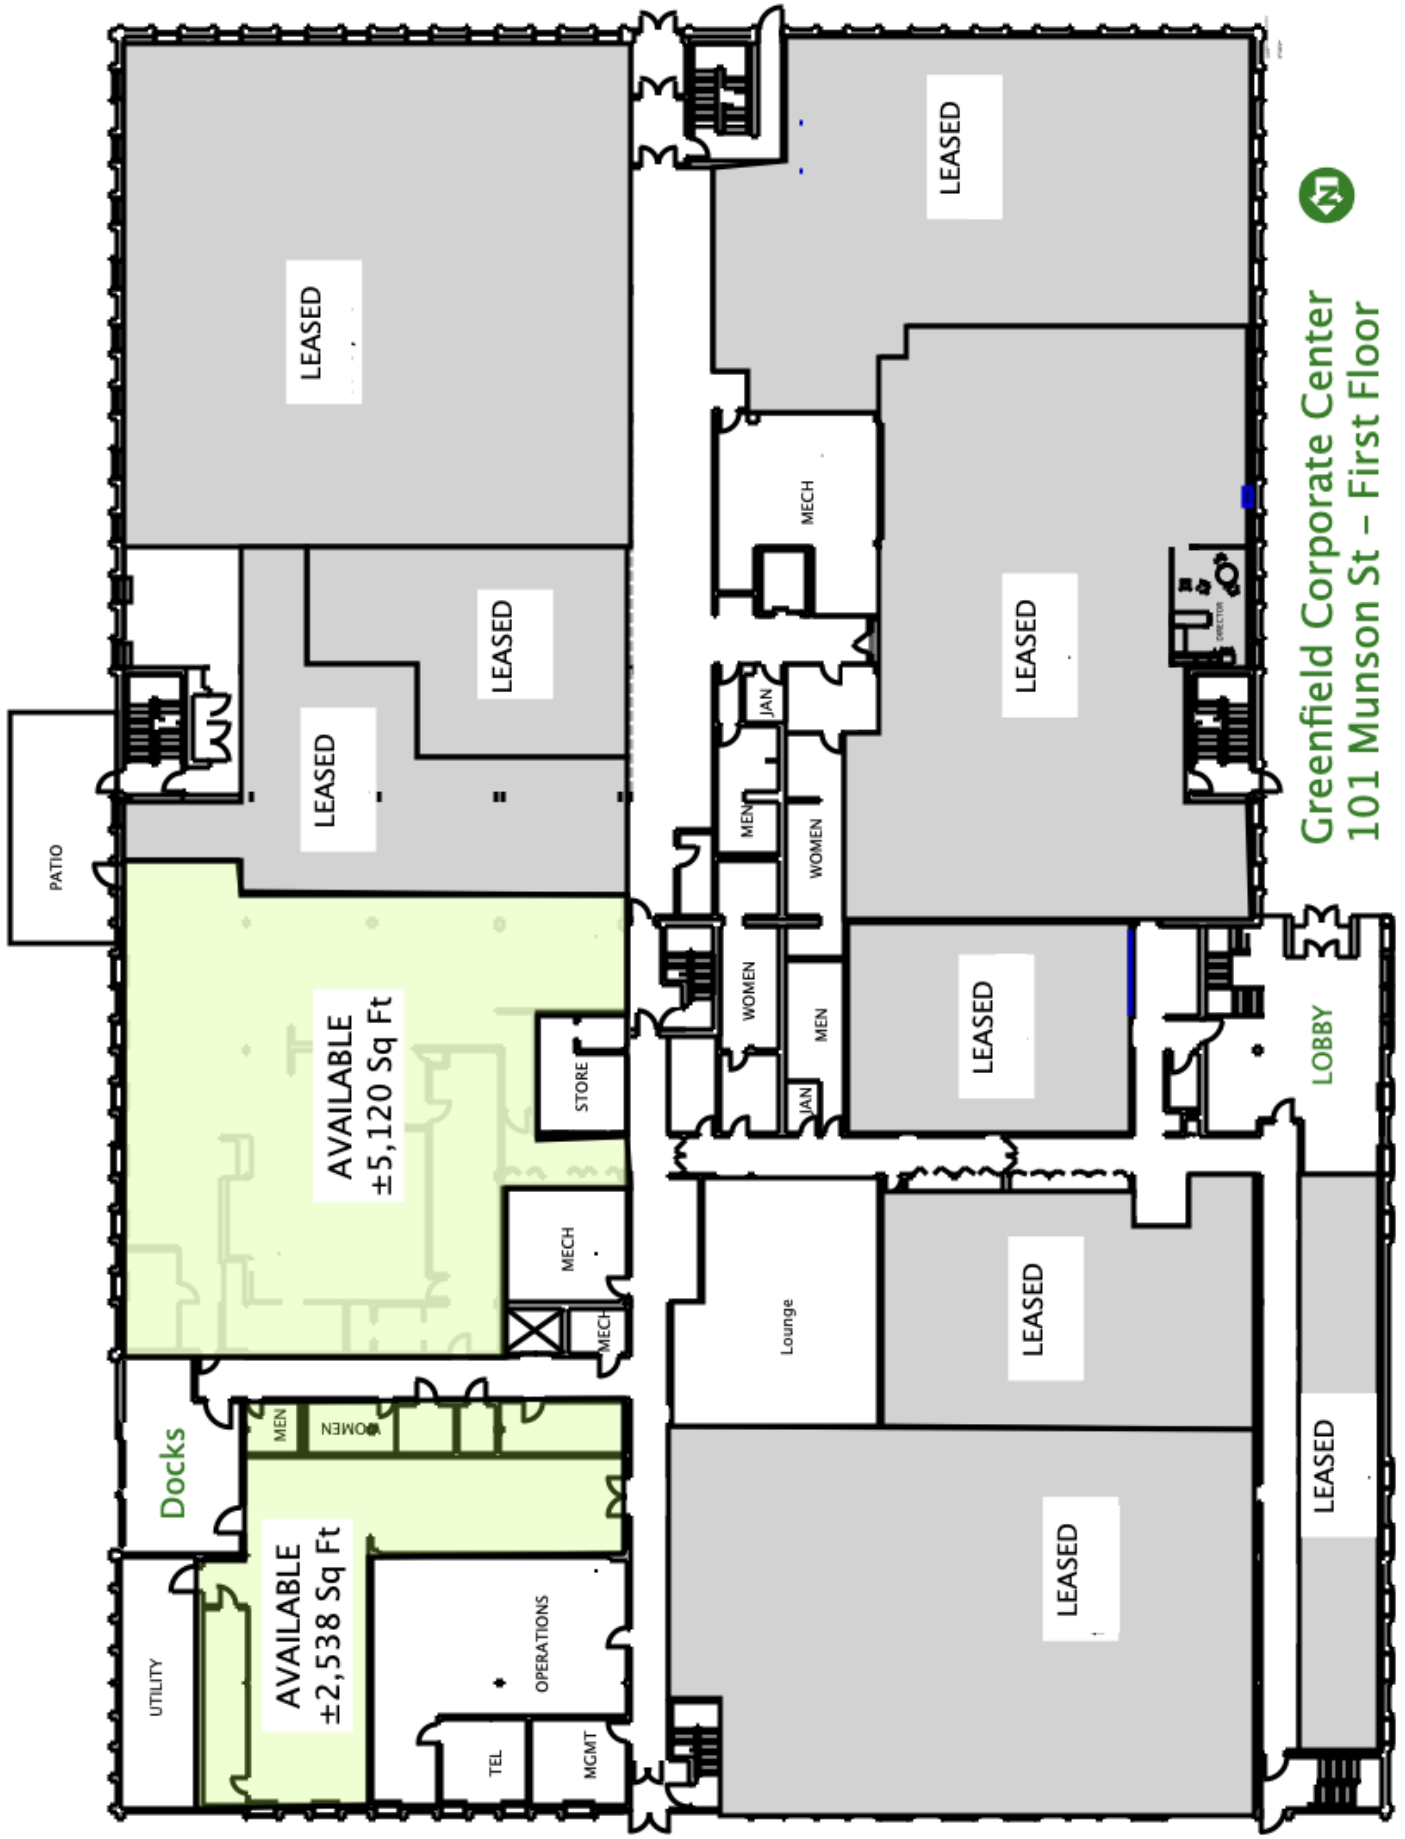 PATIO
UTILITY
Docks
AVAILABLE
±2,538 Sq Ft
MEN
WOMEN
AVAILABLE
±5,120 Sq Ft
LEASED
LEASED
LEASED
TEL
OPERATIONS
MGMT
MECH
MECH
STORE
WOMEN
MEN
JAN
Lounge
JAN
MEN
WOMEN
MECH
LEASED
LEASED
LEASED
LEASED
LEASED
DIRECTOR
LEASED
LOBBY
Greenfield Corporate Center
101 Munson St – First Floor
N